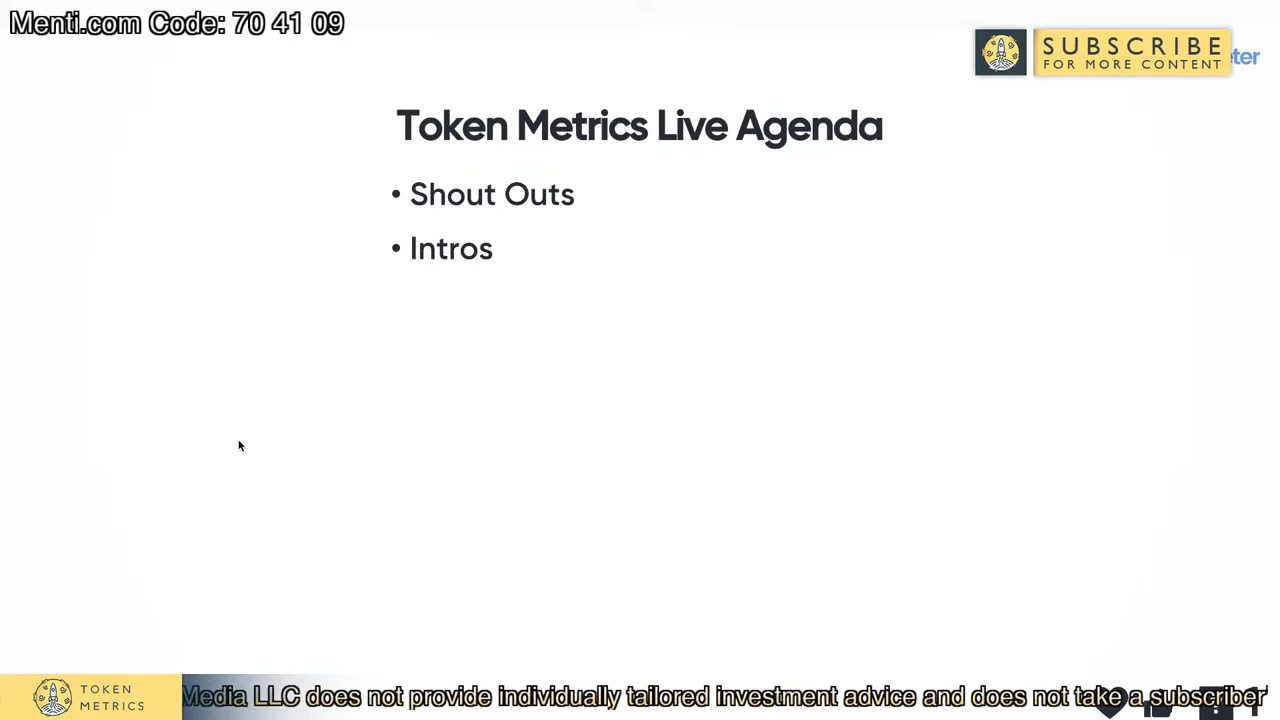 Menti.com Code: 70 41 09
SUBSCRIBE
FOR MORE CONTENT
eter
Token Metrics Live Agenda
• Shout Outs
• Intros
TOKEN
METRICS
Media LLC does not provide individually tailored investment advice and does not take a subscriber'